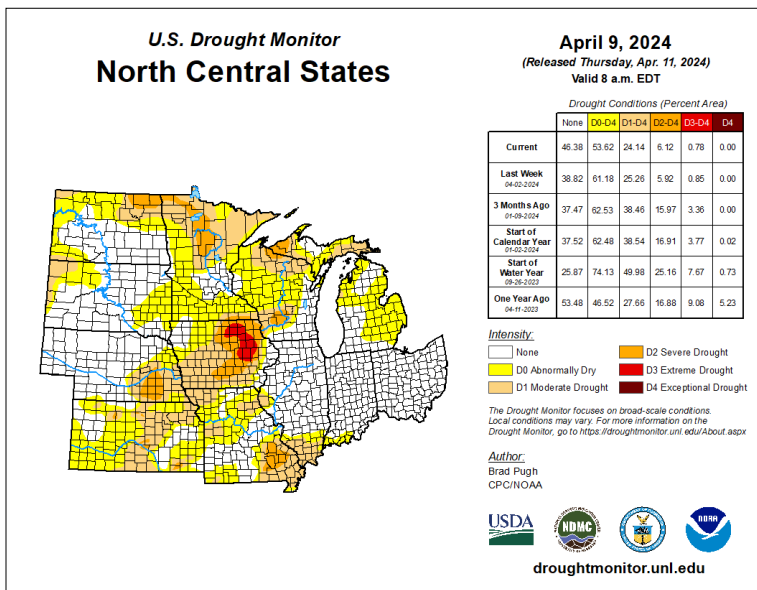 U.S. Drought Monitor
North Central States
April 9, 2024
(Released Thursday, Apr. 11, 2024)
Valid 8 a.m. EDT
Drought Conditions (Percent Area)
None D0-D4 D1-D4 D2-D4 D3-D4 D4
Current 46.38 53.62 24.14 6.12 0.78 0.00
Last Week
04-02-2024 38.82 61.18 25.26 5.92 0.85 0.00
3 Months Ago
01-09-2024 37.47 62.53 38.46 15.97 3.36 0.00
Start of
Calendar Year
01-02-2024 37.52 62.48 38.54 16.91 3.77 0.02
Start of
Water Year
09-26-2023 25.87 74.13 49.98 25.16 7.67 0.73
One Year Ago
04-11-2023 53.48 46.52 27.66 16.88 9.08 5.23
Intensity:
None
D0 Abnormally Dry
D1 Moderate Drought
D2 Severe Drought
D3 Extreme Drought
D4 Exceptional Drought
The Drought Monitor focuses on broad-scale conditions.
Local conditions may vary. For more information on the
Drought Monitor, go to https://droughtmonitor.unl.edu/About.aspx
Author:
Brad Pugh
CPC/NOAA
USDA
NDMC
NOAA
droughtmonitor.unl.edu